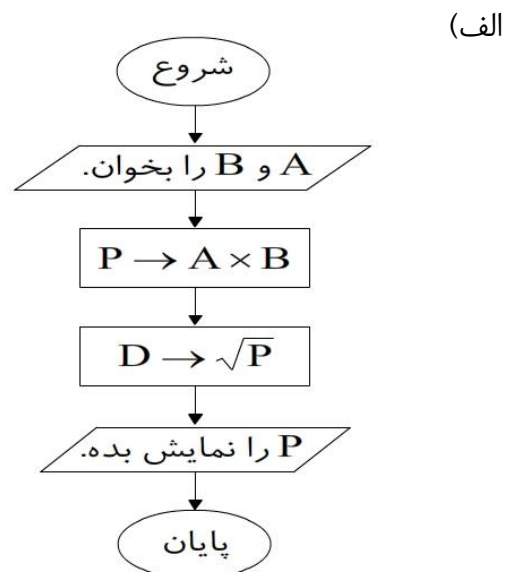 الف)
شروع
A و B را بخوان.
P → A × B
D → √P
P را نمایش بده.
پایان